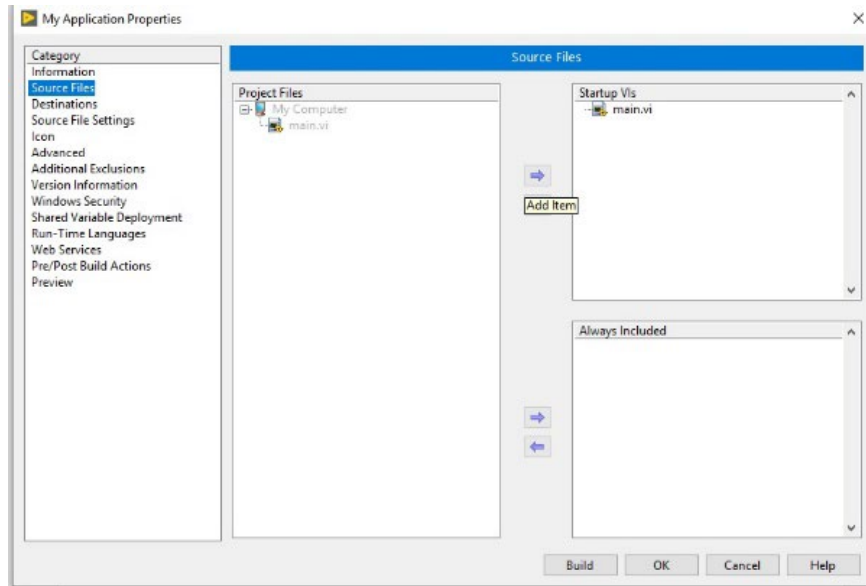 My Application Properties
Category
Information
Source Files
Destinations
Source File Settings
Icon
Advanced
Additional Exclusions
Version Information
Windows Security
Shared Variable Deployment
Run-Time Languages
Web Services
Pre/Post Build Actions
Preview
Source Files
Project Files
My Computer
main.vi
Add Item
Startup VIs
main.vi
Always Included
Build
OK
Cancel
Help